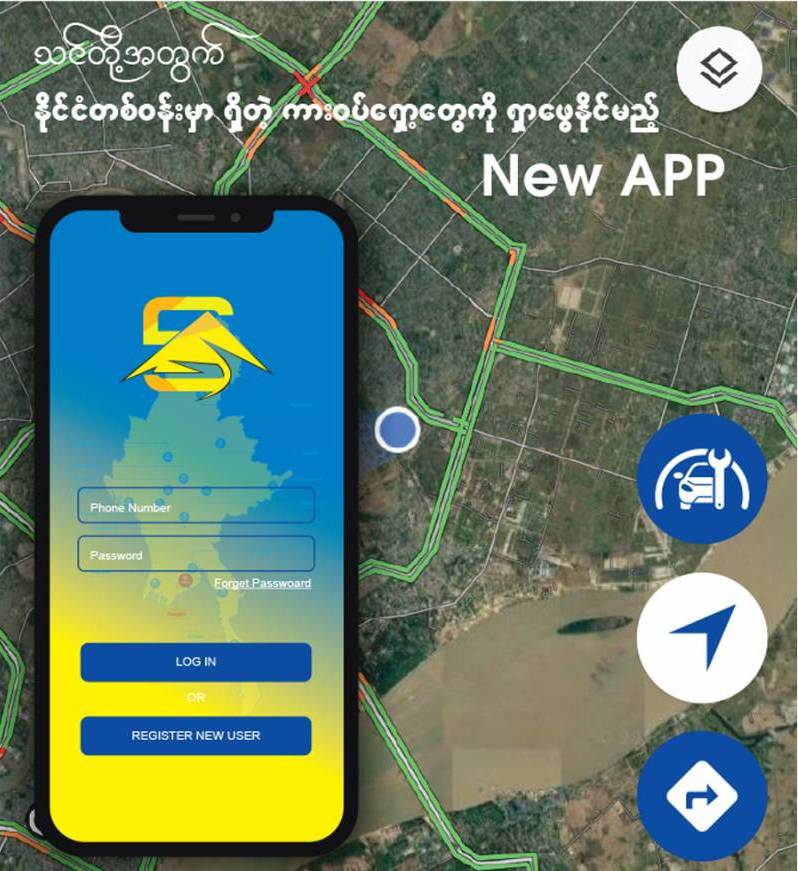 သင်တို့အတွက်
နိုင်ငံတစ်ဝန်းမှာ ရှိတဲ့ ကားဝပ်ရှော့တွေကို ရှာဖွေနိုင်မည့်
New APP
Phone Number
Password
Forget Passwoard
LOG IN
OR
REGISTER NEW USER